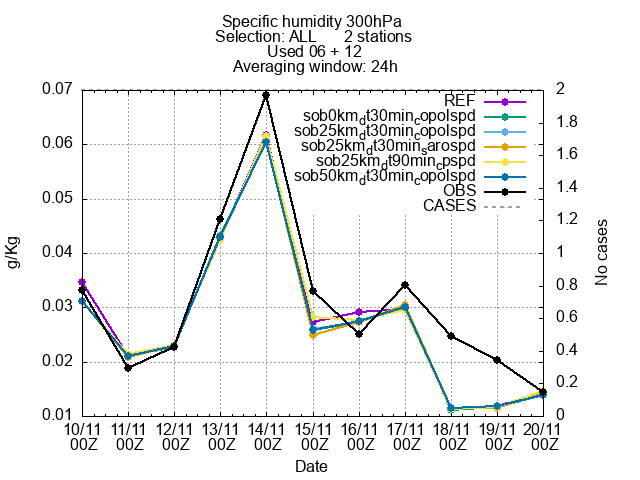 Specific humidity 300hPa
Selection: ALL 2 stations
Used 06 + 12
Averaging window: 24h
0.07
0.06
0.05
0.04
0.03
0.02
0.01
g/Kg
2
1.8
1.6
1.4
1.2
1
0.8
0.6
0.4
0.2
0
No cases
REF
sob0km_dt30min_copolspd
sob25km_dt30min_copolspd
sob25km_dt30min_sarospd
sob25km_dt90min_cpspd
sob50km_dt30min_copolspd
OBS
CASES
10/11 11/11 12/11 13/11 14/11 15/11 16/11 17/11 18/11 19/11 20/11
00Z 00Z 00Z 00Z 00Z 00Z 00Z 00Z 00Z 00Z 00Z
Date